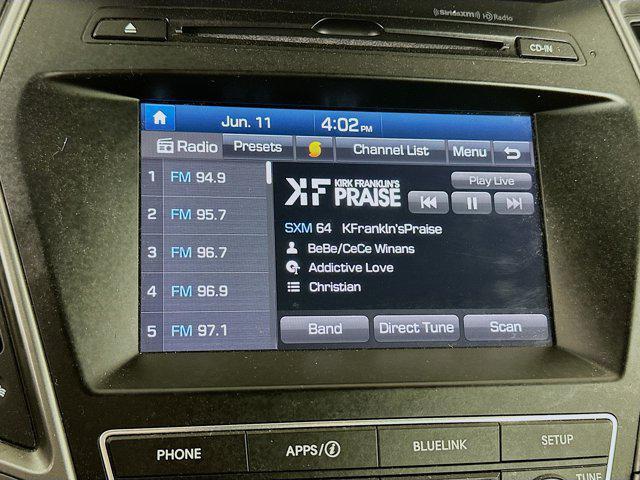 SiriusXM HD Radio
CD-IN
Jun. 11 4:02 PM
Radio Presets Channel List Menu
1 FM 94.9
2 FM 95.7
3 FM 96.7
4 FM 96.9
5 FM 97.1
KF KIRK FRANKLIN'S
PRAISE
Play Live
SXM 64 KFranklin'sPraise
BeBe/CeCe Winans
Addictive Love
Christian
Band Direct Tune Scan
PHONE APPS/i BLUELINK SETUP
TUNE